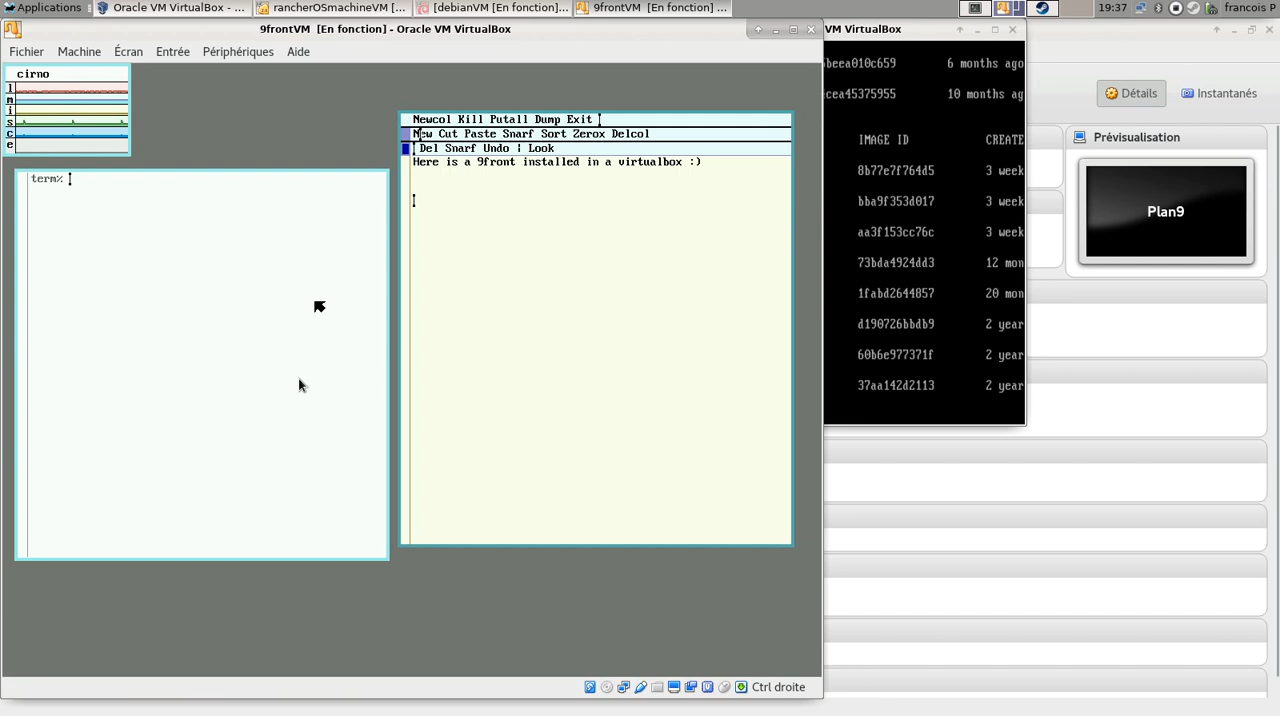 Applications
Oracle VM VirtualBox - ...
rancherOSmachineVM [...
[debianVM [En fonction]...
9frontVM [En fonction] ...
19:37
francois P
9frontVM [En fonction] - Oracle VM VirtualBox
VM VirtualBox
Fichier Machine Écran Entrée Périphériques Aide
cirno
l
m
i
s
c
e
term%
Newcol Kill Putall Dump Exit
New Cut Paste Snarf Sort Zerox Delcol
Del Snarf Undo | Look
Here is a 9front installed in a virtualbox :)
beea010c659 6 months ago
cea45375955 10 months ag
IMAGE ID CREATE
8b77e7f764d5 3 week
bba9f353d017 3 week
aa3f153cc76c 3 week
73bda4924dd3 12 mon
1fabd2644857 20 mon
d190726bbdb9 2 year
60b6e977371f 2 year
37aa142d2113 2 year
Détails
Instantanés
Prévisualisation
Plan9
Ctrl droite